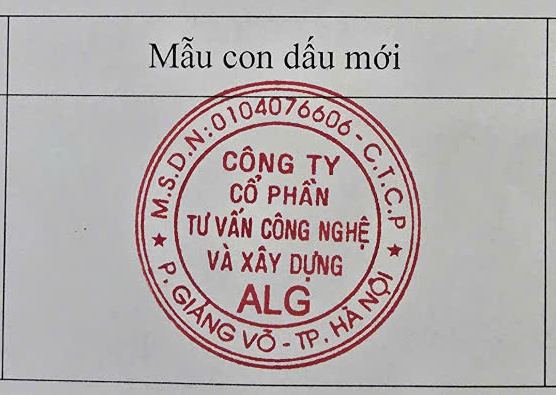 Mẫu con dấu mới
M.S.D.N:0104076606-C.T.C.P
CÔNG TY
CỔ PHẦN
TƯ VẤN CÔNG NGHỆ
VÀ XÂY DỰNG
ALG
P. GIẢNG VÕ - TP. HÀ NỘI